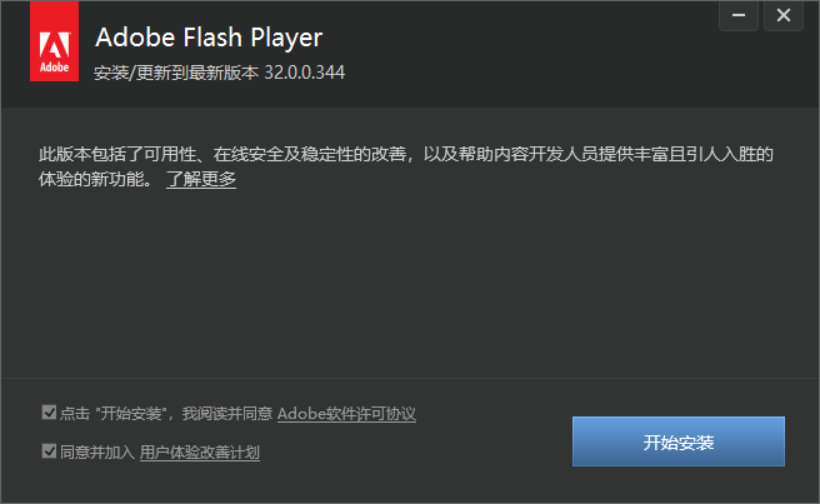 Adobe
Adobe Flash Player
安装/更新到最新版本 32.0.0.344
此版本包括了可用性、在线安全及稳定性的改善，以及帮助内容开发人员提供丰富且引人入胜的
体验的新功能。 了解更多
点击 "开始安装"，我阅读并同意 Adobe软件许可协议
同意并加入 用户体验改善计划
开始安装